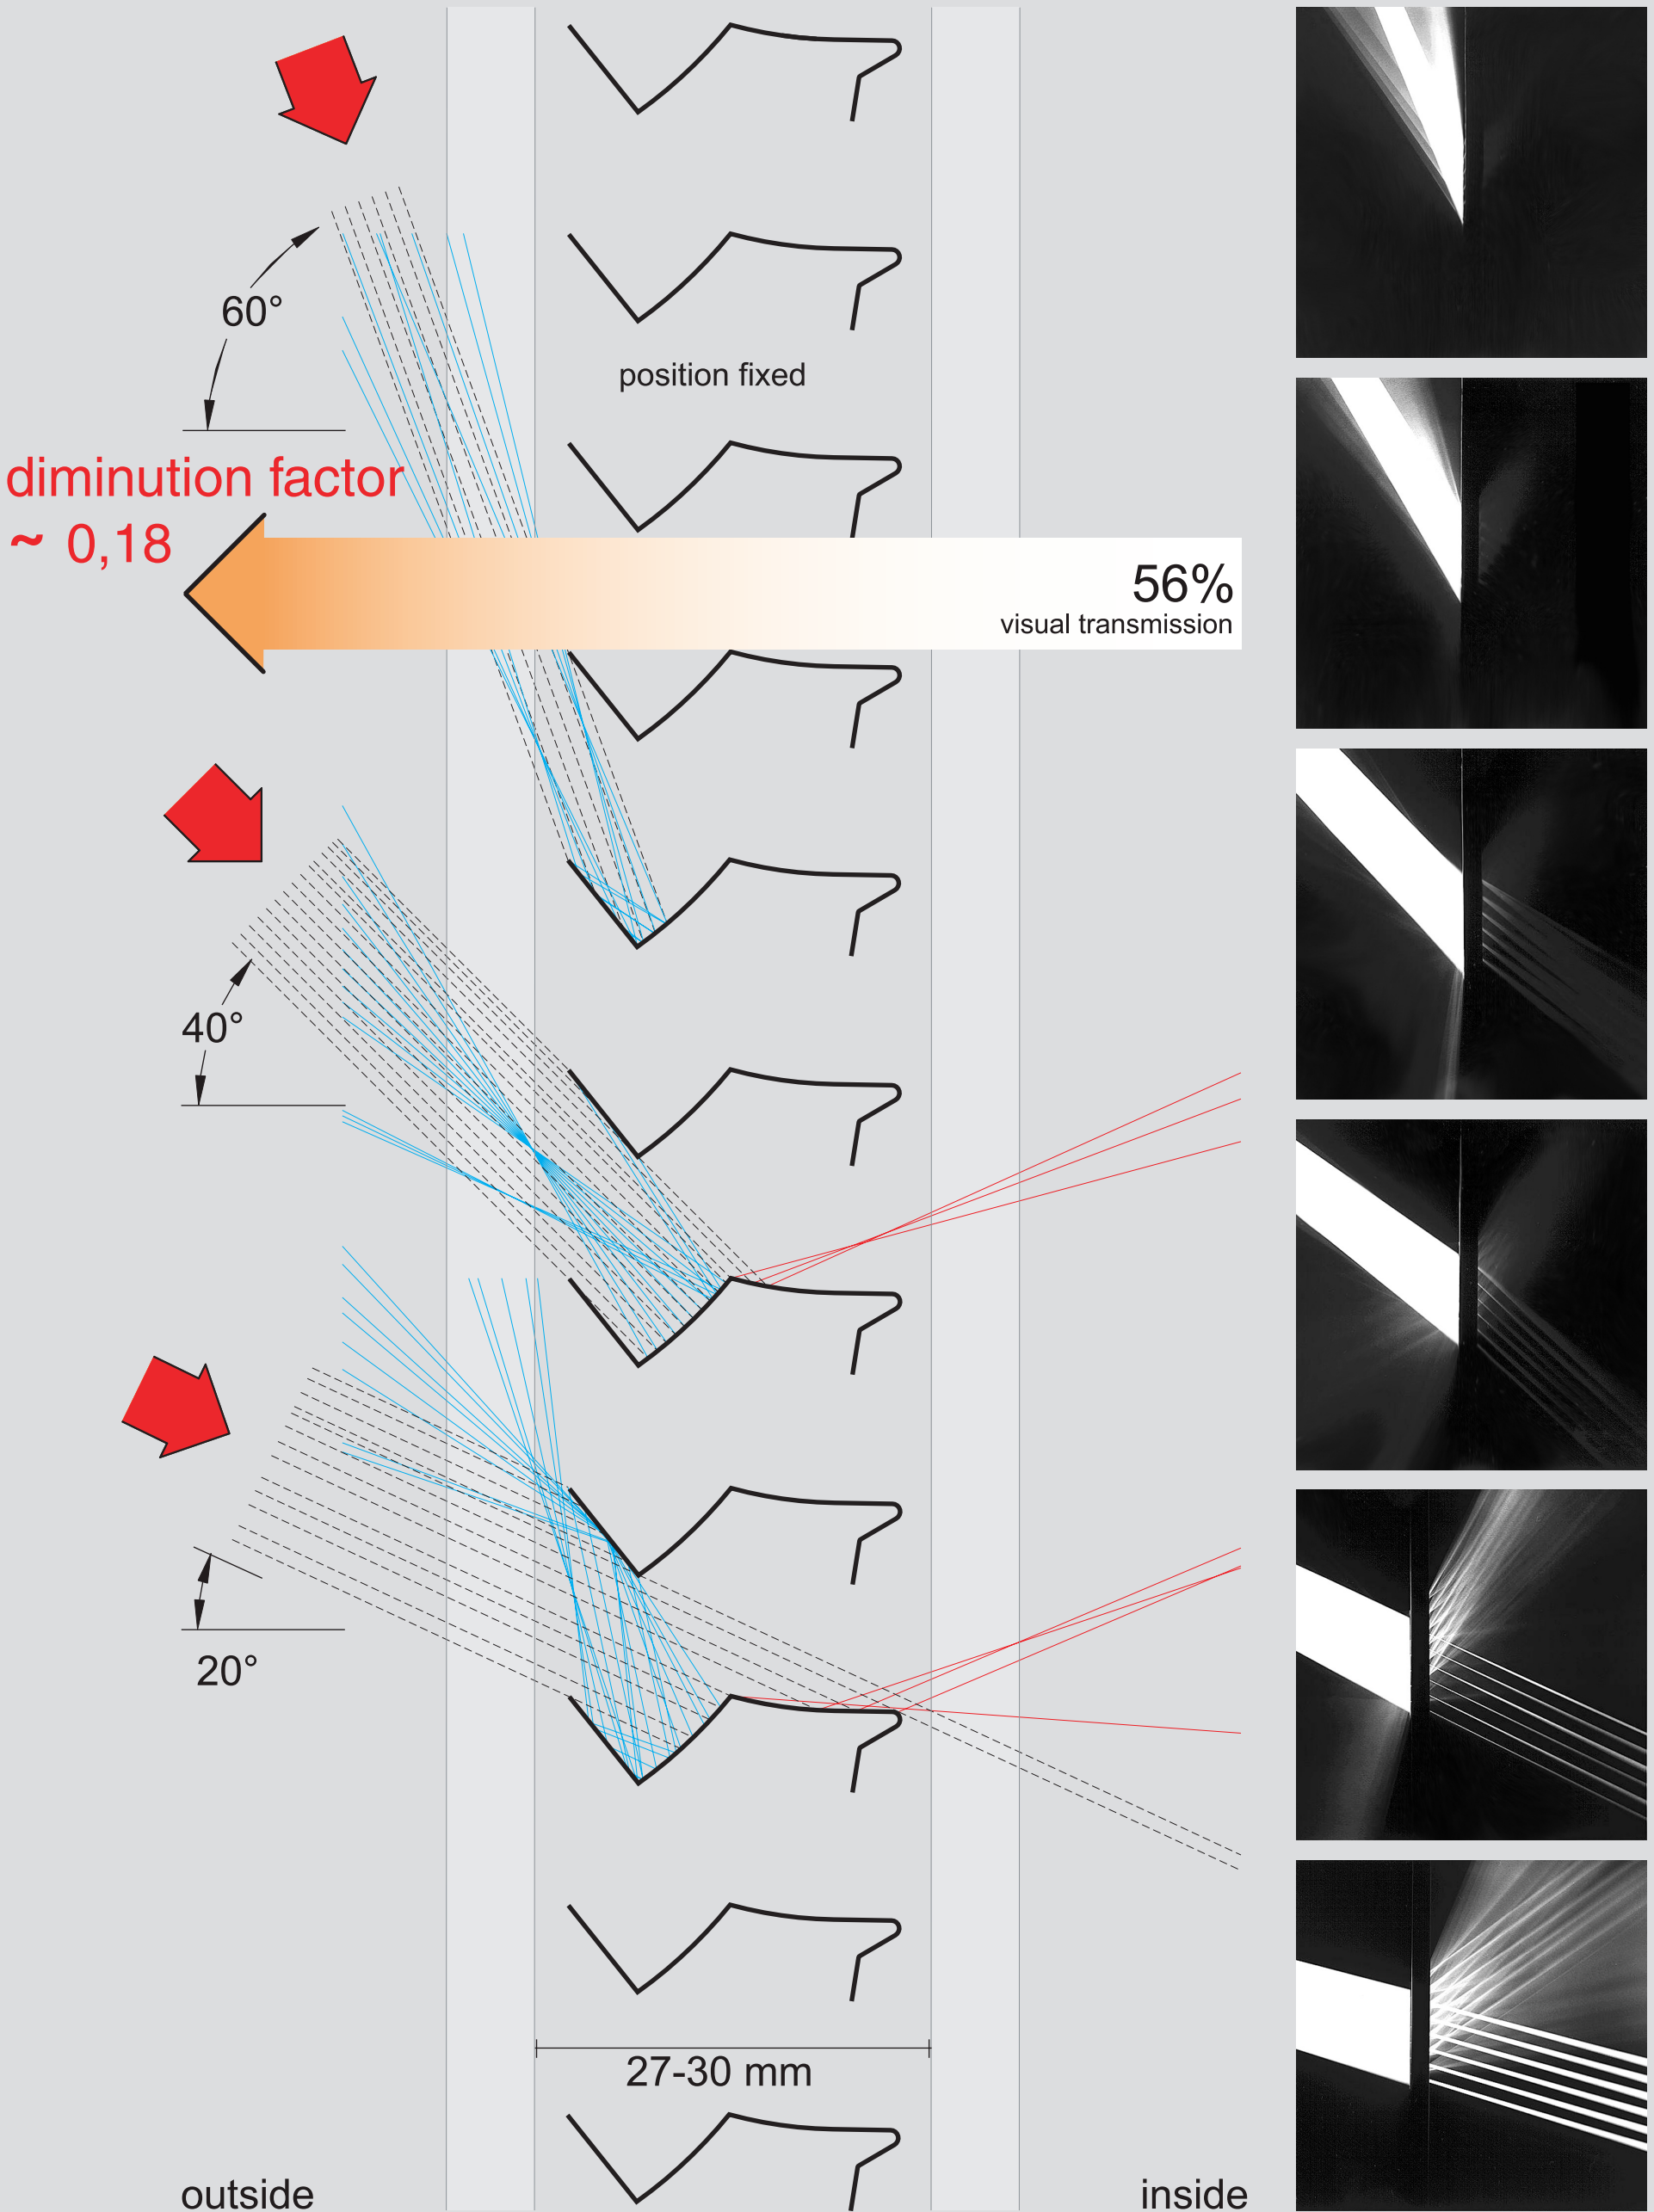 60°
position fixed
diminution factor
~ 0,18
56%
visual transmission
40°
20°
27-30 mm
outside
inside